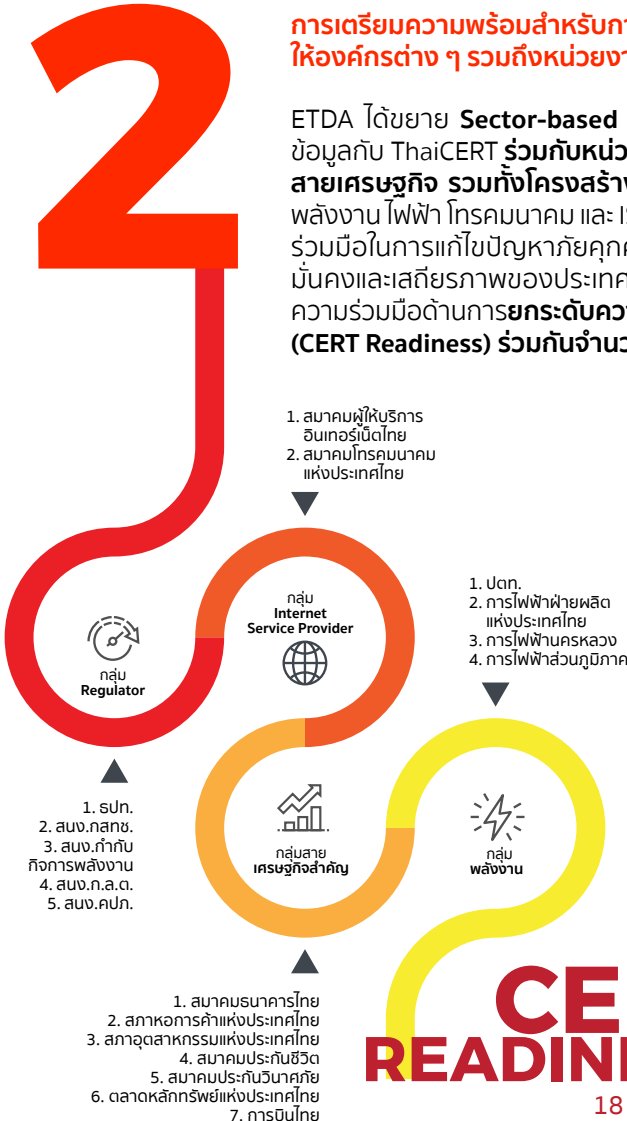 2
การเตรียมความพร้อมสำหรับกา
ให้องค์กรต่าง ๆ รวมถึงหน่วยงา
ETDA ได้ขยาย Sector-based
ข้อมูลกับ ThaiCERT ร่วมกับหน่ว
สายเศรษฐกิจ รวมทั้งโครงสร้าง
พลังงาน ไฟฟ้า โทรคมนาคม และ IS
ร่วมมือในการแก้ไขปัญหาภัยคุกค
มั่นคงและเสถียรภาพของประเทศ
ความร่วมมือด้านการยกระดับควา
(CERT Readiness) ร่วมกันจำนว
1. สมาคมผู้ให้บริการ
อินเทอร์เน็ตไทย
2. สมาคมโทรคมนาคม
แห่งประเทศไทย
กลุ่ม
Internet
Service Provider
กลุ่ม
Regulator
1. ปตท.
2. การไฟฟ้าฝ่ายผลิต
แห่งประเทศไทย
3. การไฟฟ้านครหลวง
4. การไฟฟ้าส่วนภูมิภาค
1. ธปท.
2. สนง.กสทช.
3. สนง.กำกับ
กิจการพลังงาน
4. สนง.ก.ล.ต.
5. สนง.คปภ.
กลุ่มสาย
เศรษฐกิจสำคัญ
กลุ่ม
พลังงาน
1. สมาคมธนาคารไทย
2. สภาหอการค้าแห่งประเทศไทย
3. สภาอุตสาหกรรมแห่งประเทศไทย
4. สมาคมประกันชีวิต
5. สมาคมประกันวินาศภัย
6. ตลาดหลักทรัพย์แห่งประเทศไทย
7. การบินไทย
CE
READIN
18